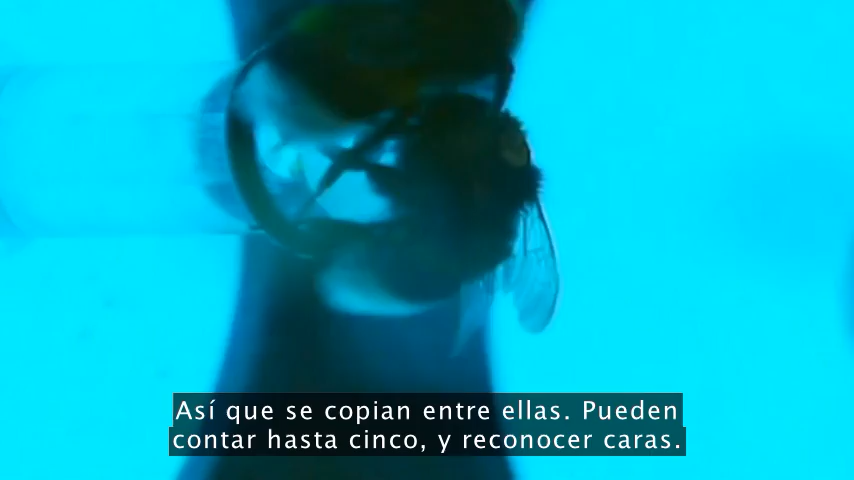 Así que se copian entre ellas. Pueden
contar hasta cinco, y reconocer caras.